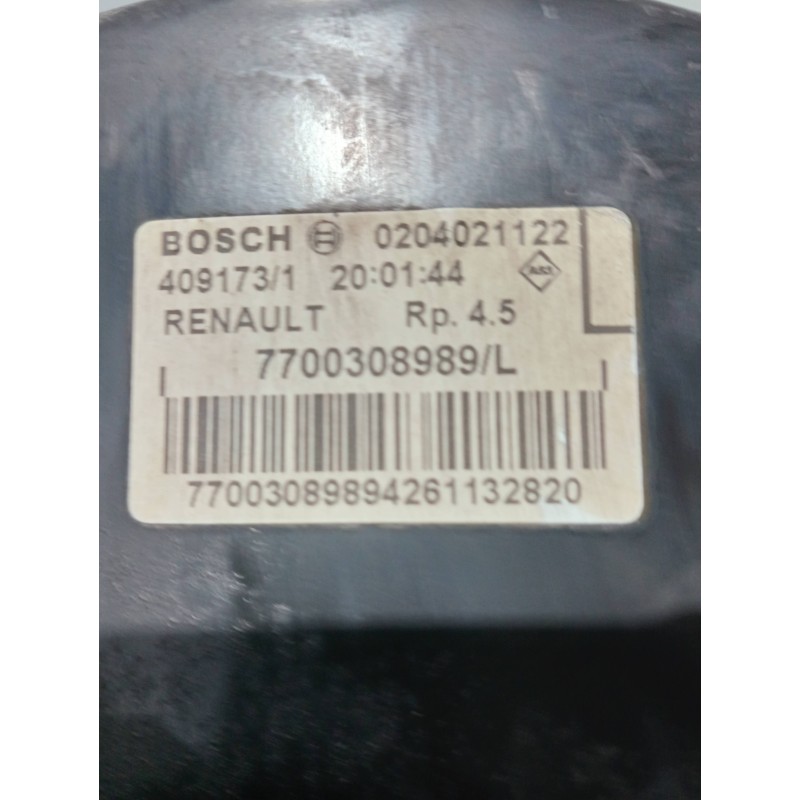 BOSCH 0204021122
409173/1 20:01:44
RENAULT Rp. 4.5
7700308989/L
77003089894261132820